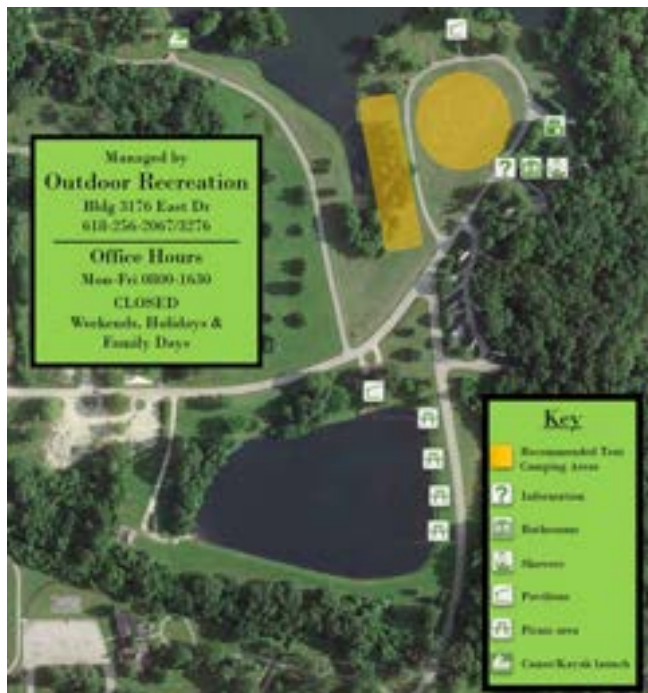 Managed by
Outdoor Recreation
Bldg 3176 East Dr
618-256-2067/3276
Office Hours
Mon-Fri 0800-1630
CLOSED
Weekends, Holidays &
Family Days
Key
Recommended Tent
Camping Areas
Information
Bathrooms
Showers
Pavilions
Picnic area
Canoe/Kayak launch